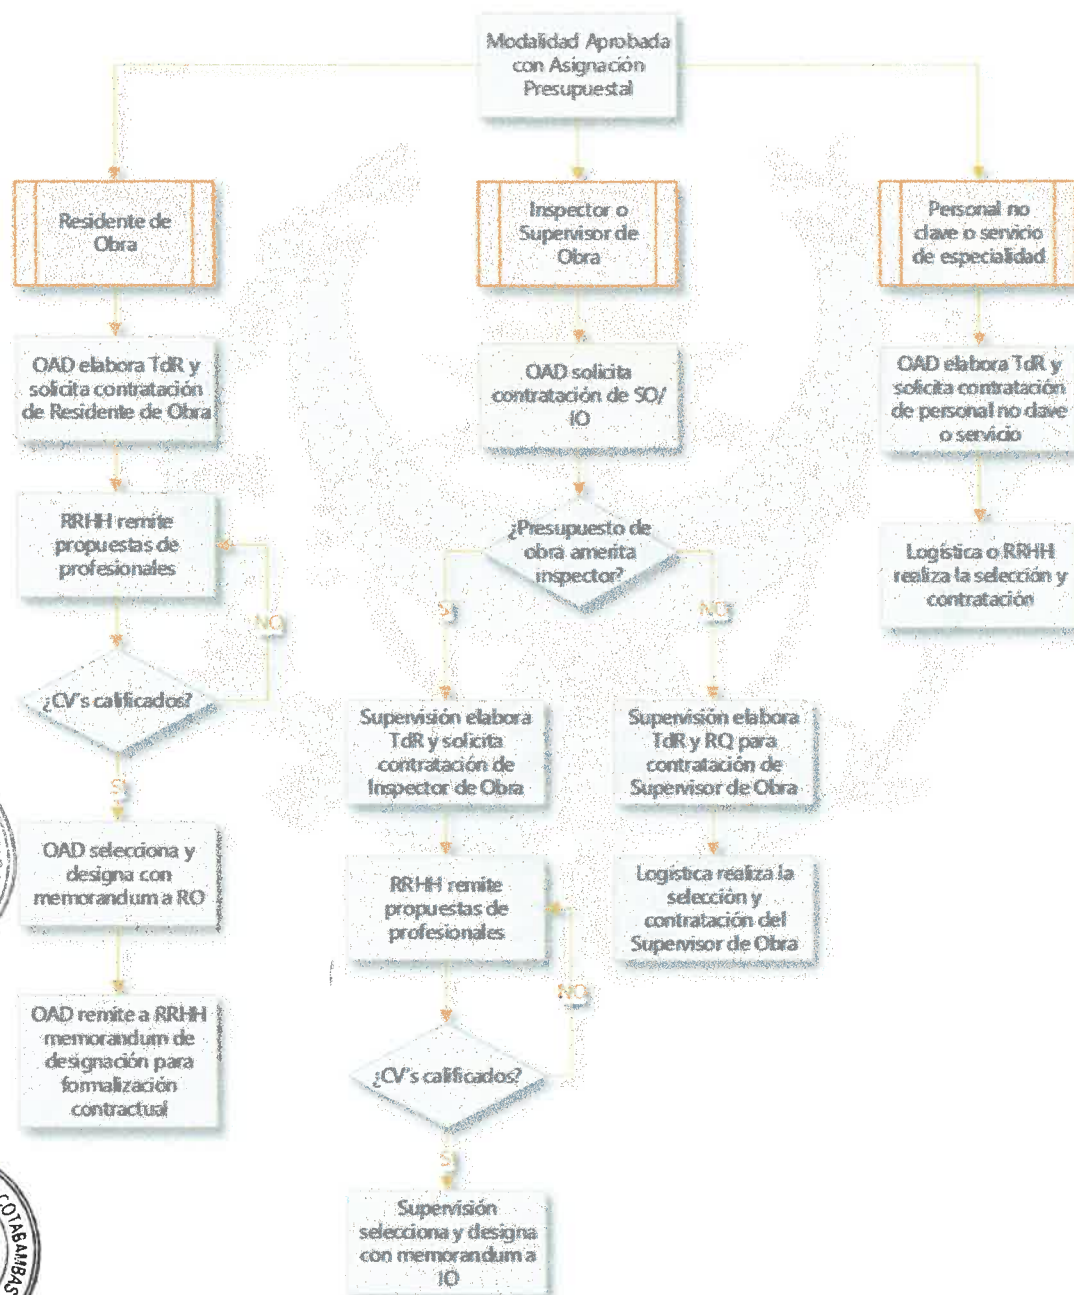 Modalidad Aprobada
con Asignación
Presupuestal
Residente de
Obra
OAD elabora TdR y
solicita contratación
de Residente de Obra
RRHH remite
propuestas de
profesionales
NO
¿CV's calificados?
SI
OAD selecciona y
designa con
memorandum a RO
OAD remite a RRHH
memorandum de
designación para
formalización
contractual
Inspector o
Supervisor de
Obra
OAD solicita
contratación de SO/
IO
¿Presupuesto de
obra amerita
inspector?
SI
NO
Supervisión elabora
TdR y solicita
contratación de
Inspector de Obra
RRHH remite
propuestas de
profesionales
NO
¿CV's calificados?
SI
Supervisión
selecciona y designa
con memorandum a
IO
Supervisión elabora
TdR y RQ para
contratación de
Supervisor de Obra
Logística realiza la
selección y
contratación del
Supervisor de Obra
Personal no
clave o servicio
de especialidad
OAD elabora TdR y
solicita contratación
de personal no clave
o servicio
Logística o RRHH
realiza la selección y
contratación
COTABAMBAS